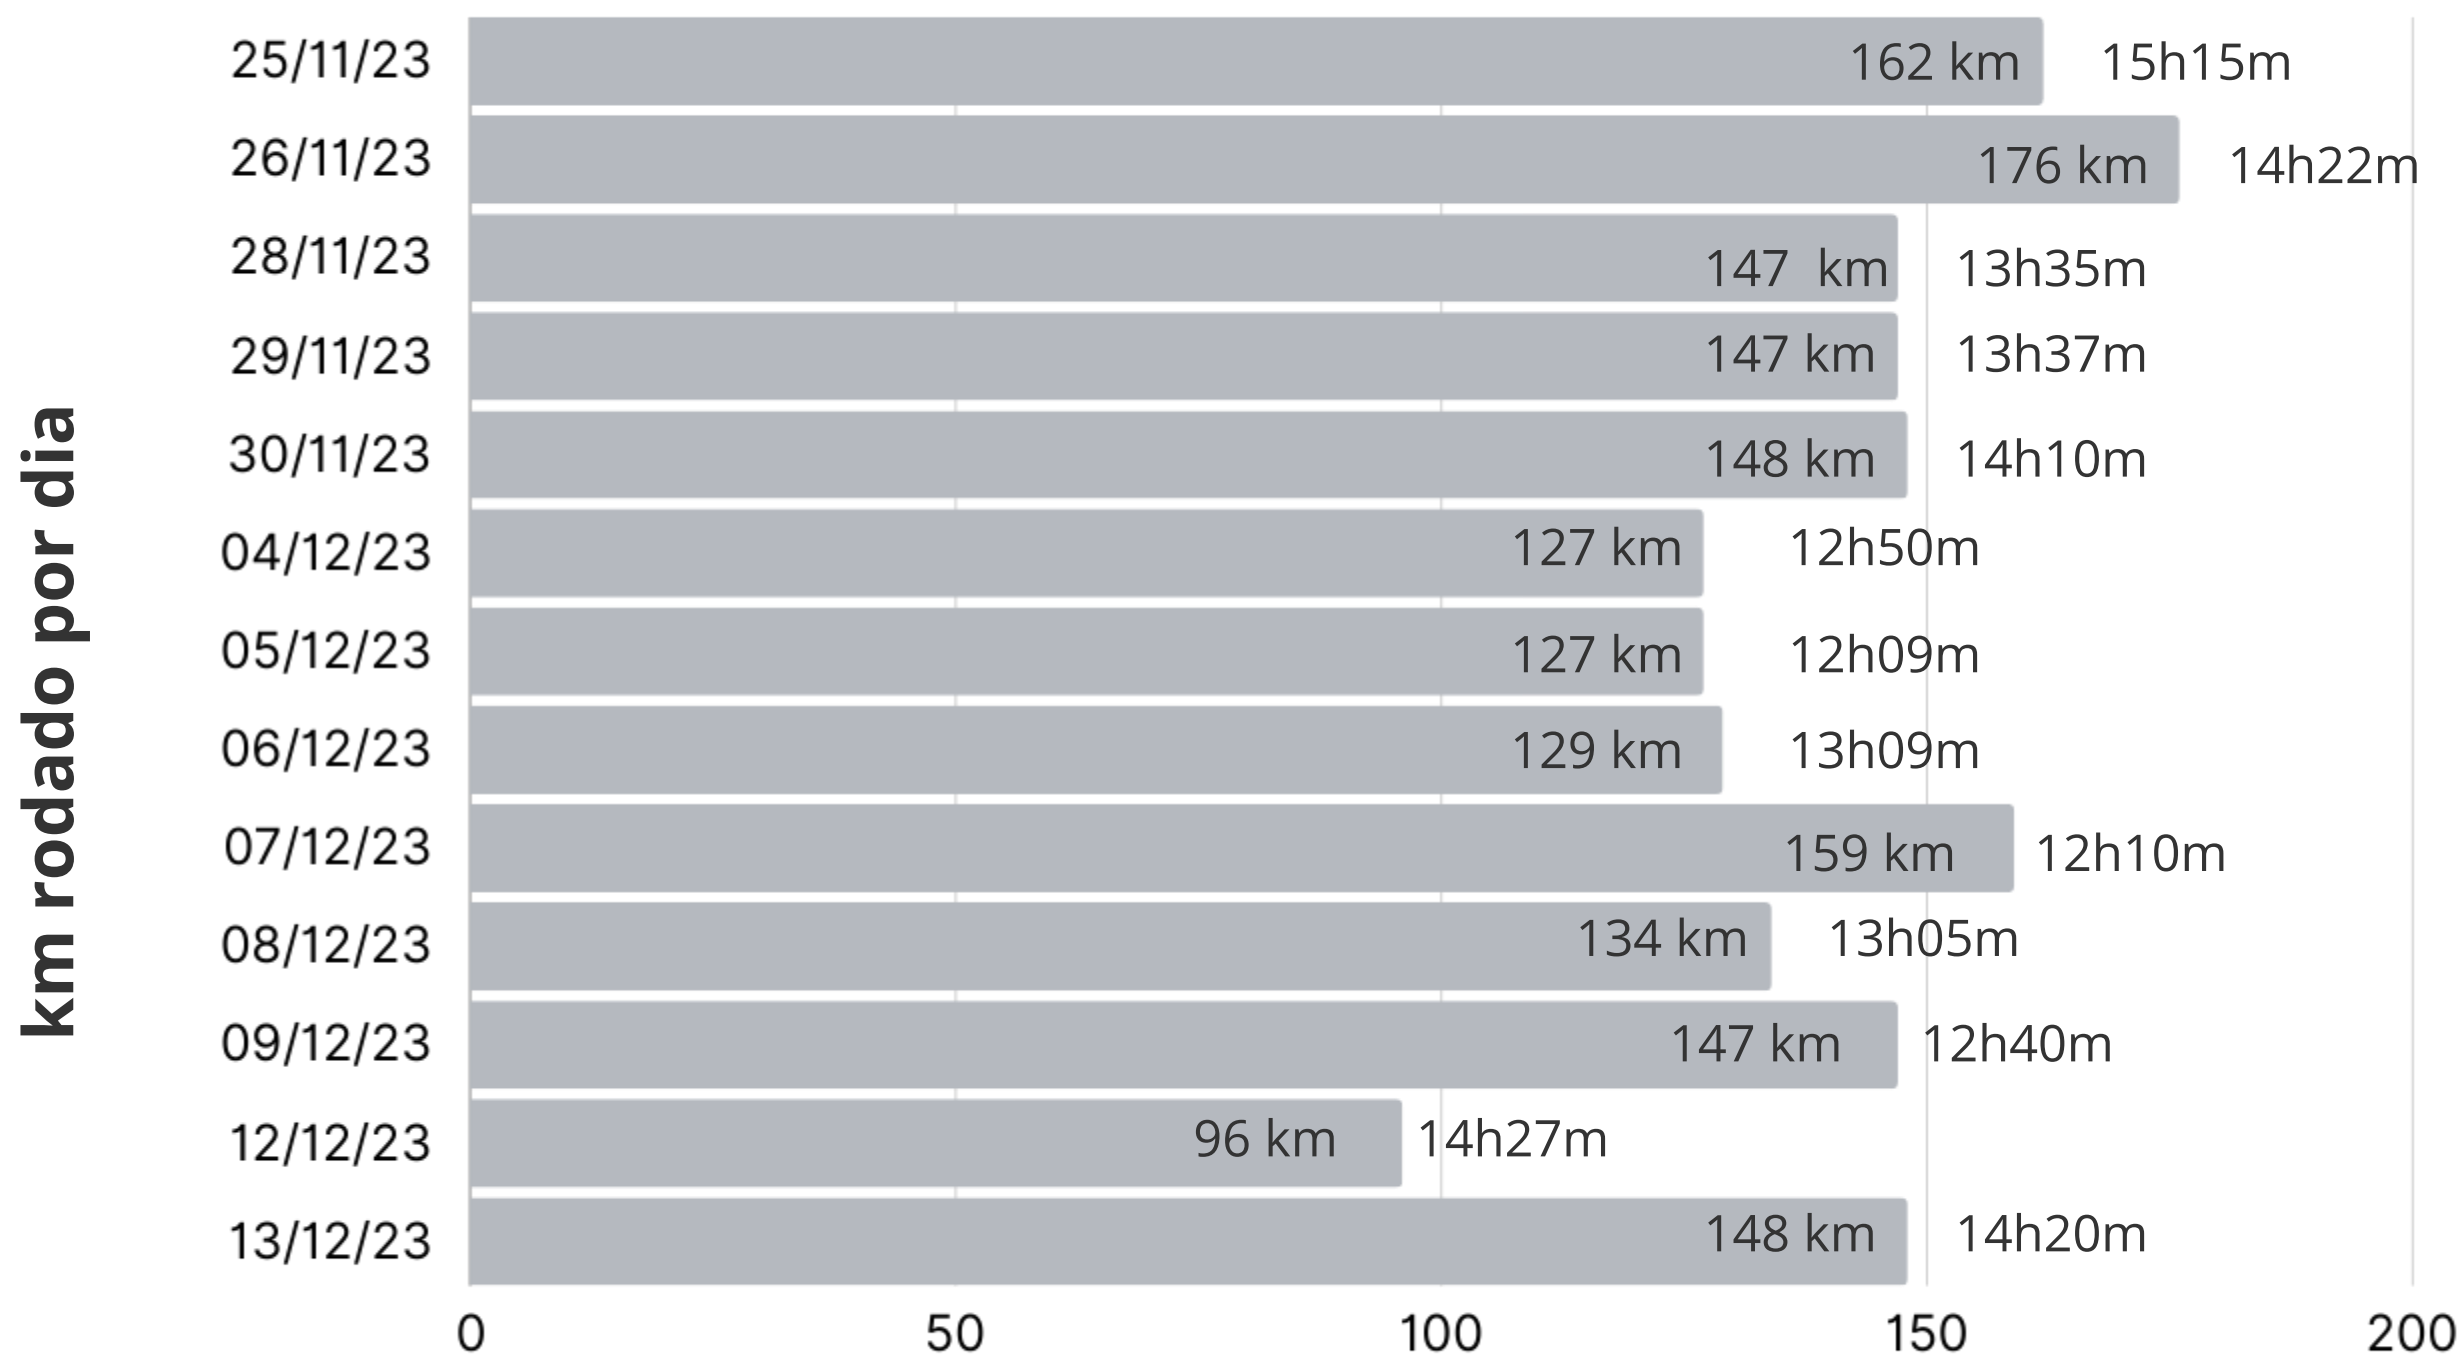 km rodado por dia
25/11/23 162 km 15h15m
26/11/23 176 km 14h22m
28/11/23 147 km 13h35m
29/11/23 147 km 13h37m
30/11/23 148 km 14h10m
04/12/23 127 km 12h50m
05/12/23 127 km 12h09m
06/12/23 129 km 13h09m
07/12/23 159 km 12h10m
08/12/23 134 km 13h05m
09/12/23 147 km 12h40m
12/12/23 96 km 14h27m
13/12/23 148 km 14h20m
0 50 100 150 200